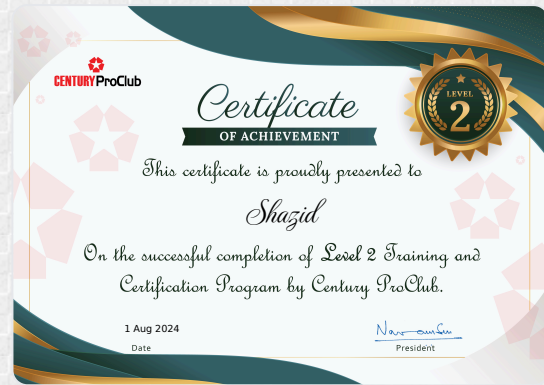 CENTURY ProClub
Certificate
OF ACHIEVEMENT
LEVEL
2
This certificate is proudly presented to
Shazid
On the successful completion of Level 2 Training and
Certification Program by Century ProClub.
1 Aug 2024
Date
President